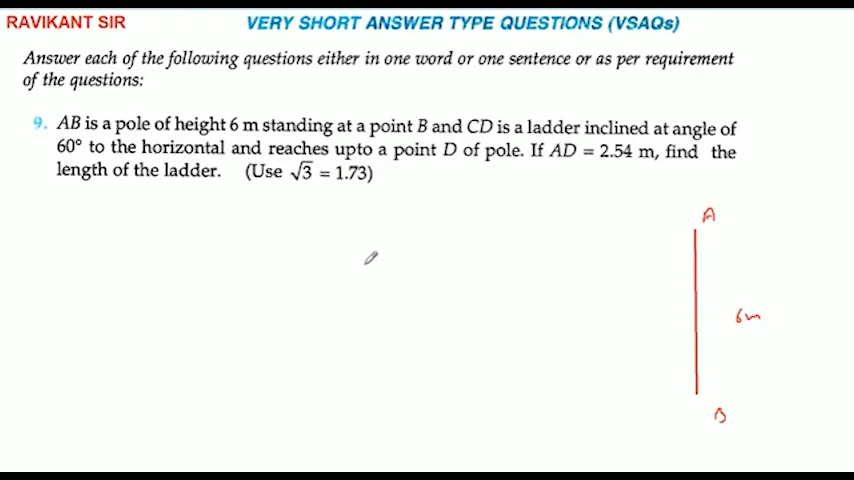 RAVIKANT SIR
VERY SHORT ANSWER TYPE QUESTIONS (VSAQs)
Answer each of the following questions either in one word or one sentence or as per requirement
of the questions:
9. AB is a pole of height 6 m standing at a point B and CD is a ladder inclined at angle of
60° to the horizontal and reaches upto a point D of pole. If AD = 2.54 m, find the
length of the ladder. (Use √3 = 1.73)
A
6m
B